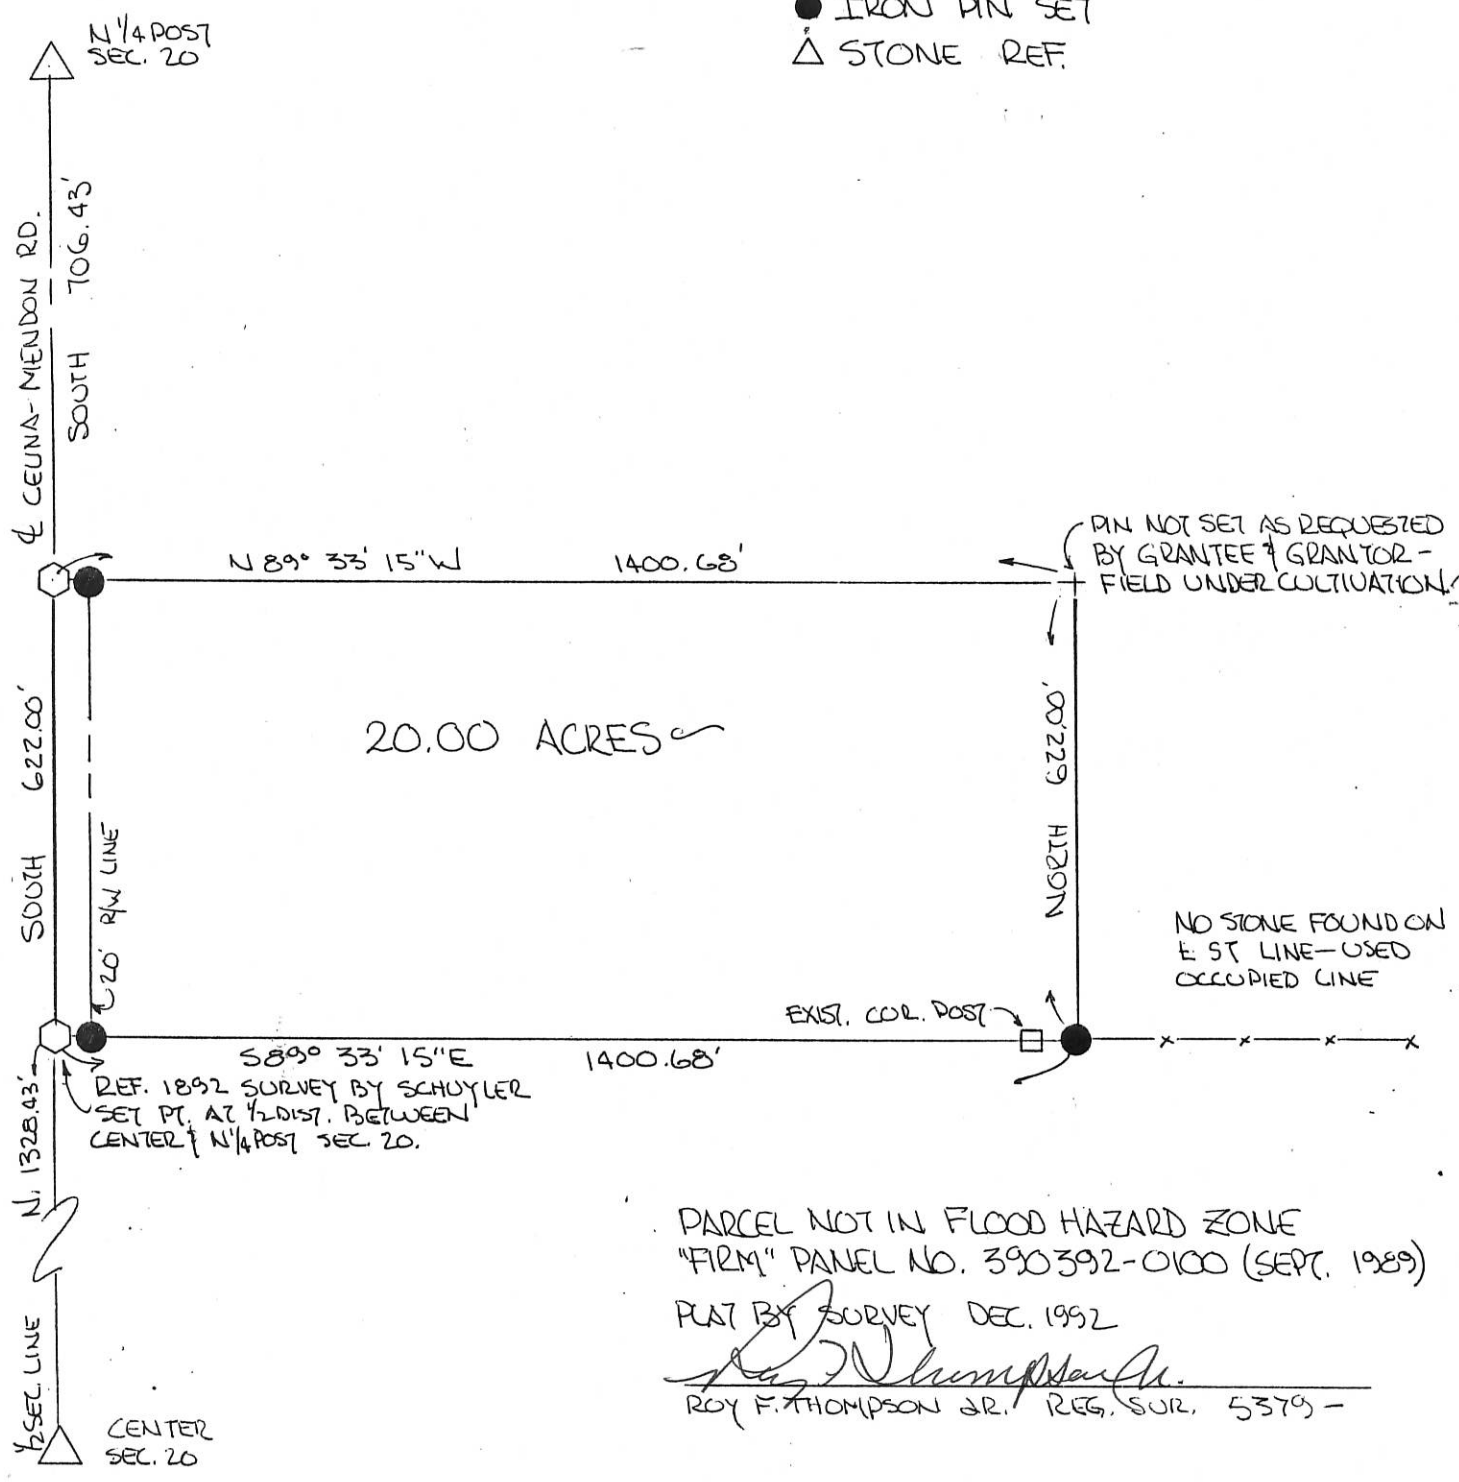 ● IRON PIN SET
△ STONE REF.
N 1/4 POST
SEC. 20
℄ CELINA-MENDON RD.
SOUTH 706.43'
N 89° 33' 15" W 1400.68'
PIN NOT SET AS REQUESTED
BY GRANTEE & GRANTOR -
FIELD UNDER CULTIVATION.
SOUTH 622.00'
20.00 ACRES
NORTH 622.00'
20' R/W LINE
NO STONE FOUND ON
E ST LINE-USED
OCCUPIED LINE
EXIST. COR. POST
S 89° 33' 15" E 1400.68'
N. 1328.43'
REF. 1892 SURVEY BY SCHUYLER
SET PT. AT 1/2 DIST. BETWEEN
CENTER & N 1/4 POST SEC. 20.
PARCEL NOT IN FLOOD HAZARD ZONE
"FIRM" PANEL NO. 390392-0100 (SEPT. 1989)
PLAT BY SURVEY DEC. 1992
Roy F Thompson Jr.
ROY F. THOMPSON JR. REG. SUR. 5379-
1/2 SEC. LINE
CENTER
SEC. 20